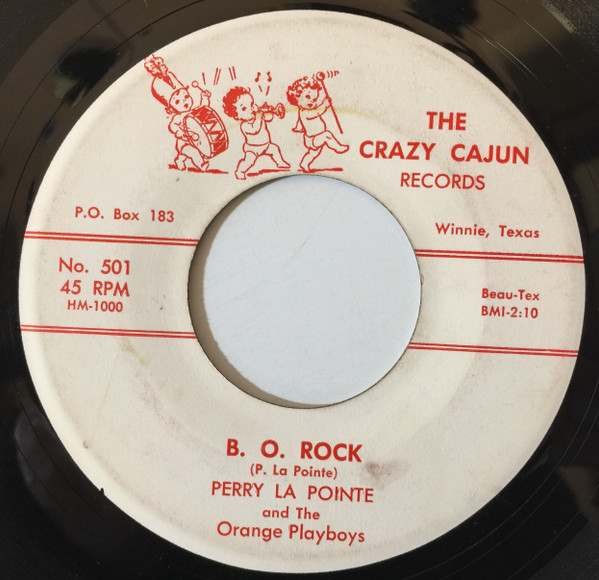 THE
CRAZY CAJUN
RECORDS
P.O. Box 183
Winnie, Texas
No. 501
45 RPM
HM-1000
Beau-Tex
BMI-2:10
B. O. ROCK
(P. La Pointe)
PERRY LA POINTE
and The
Orange Playboys